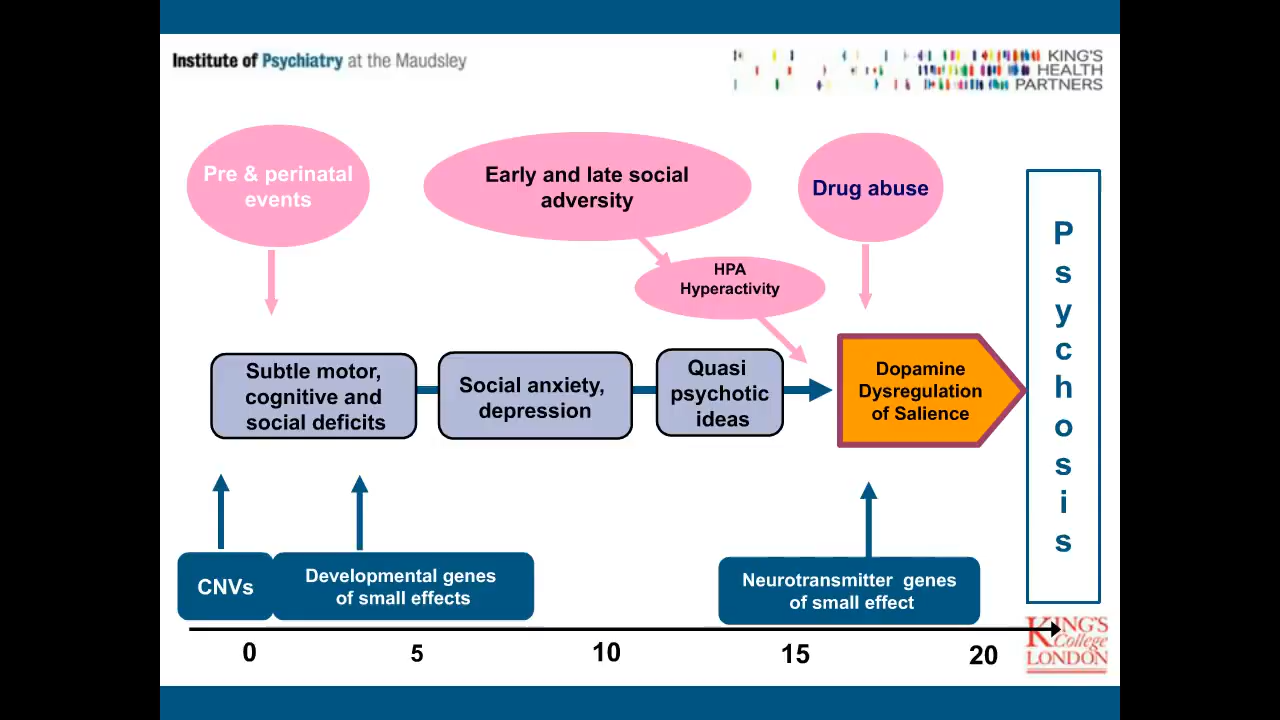 Institute of Psychiatry at the Maudsley
KING'S
HEALTH
PARTNERS
Pre & perinatal
events
Early and late social
adversity
Drug abuse
HPA
Hyperactivity
Subtle motor,
cognitive and
social deficits
Social anxiety,
depression
Quasi
psychotic
ideas
Dopamine
Dysregulation
of Salience
P
s
y
c
h
o
s
i
s
CNVs
Developmental genes
of small effects
Neurotransmitter genes
of small effect
0 5 10 15 20
KING'S
College
LONDON